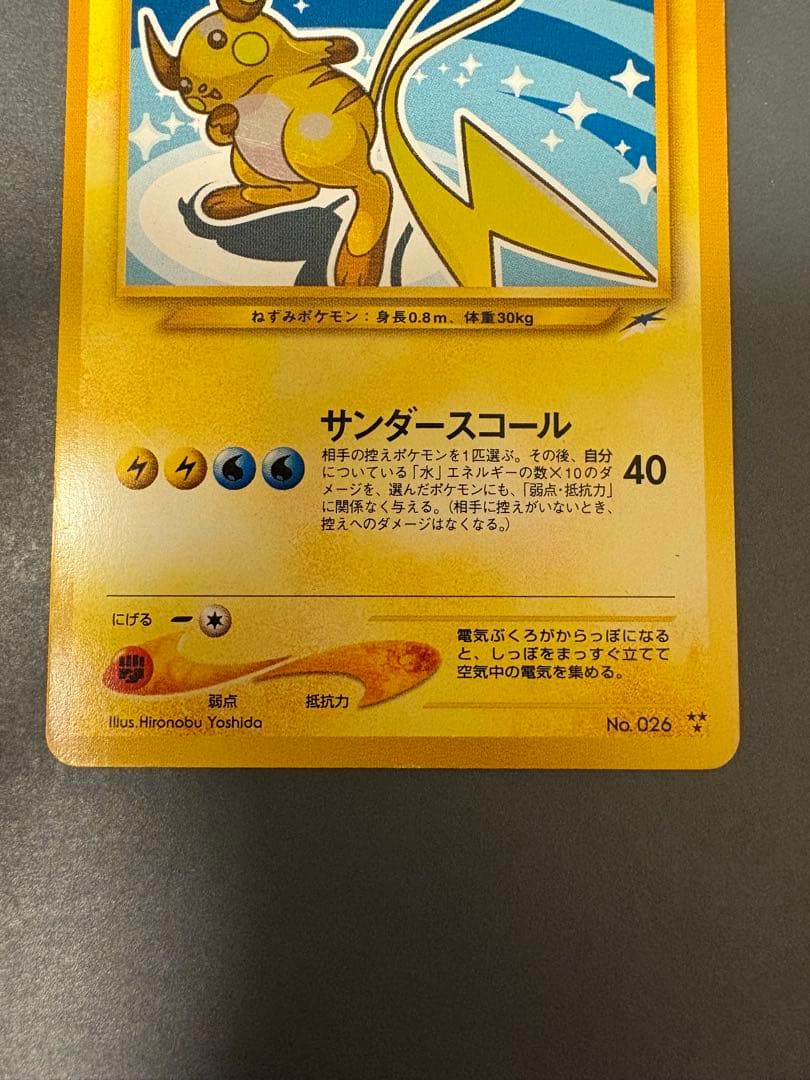 ねずみポケモン：身長0.8m、体重30kg
サンダースコール
相手の控えポケモンを1匹選ぶ。その後、自分
についている「水」エネルギーの数×10のダ
メージを、選んだポケモンにも、「弱点・抵抗力」
に関係なく与える。（相手に控えがいないとき、
控えへのダメージはなくなる。）
40
にげる
弱点
抵抗力
電気ぶくろがからっぽになる
と、しっぽをまっすぐ立てて
空気中の電気を集める。
Illus.Hironobu Yoshida
No. 026